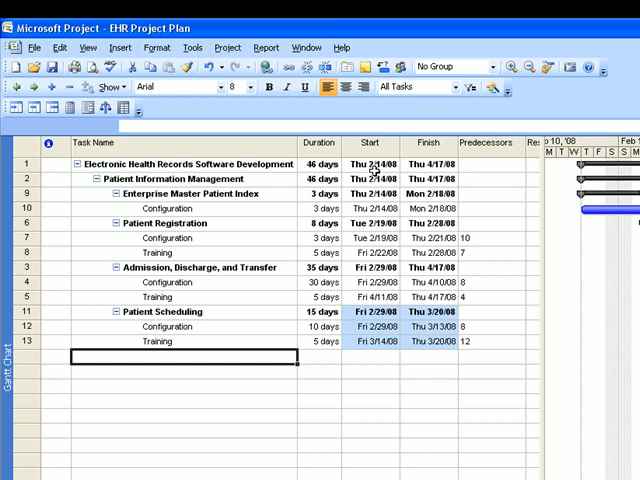 Microsoft Project - EHR Project Plan
File Edit View Insert Format Tools Project Report Window Help
No Group
Show Arial 8 B I U All Tasks
Task Name Duration Start Finish Predecessors Res Feb 1
M T W T F S S M
1 Electronic Health Records Software Development 46 days Thu 2/14/08 Thu 4/17/08
2 Patient Information Management 46 days Thu 2/14/08 Thu 4/17/08
9 Enterprise Master Patient Index 3 days Thu 2/14/08 Mon 2/18/08
10 Configuration 3 days Thu 2/14/08 Mon 2/18/08
6 Patient Registration 8 days Tue 2/19/08 Thu 2/28/08
7 Configuration 3 days Tue 2/19/08 Thu 2/21/08 10
8 Training 5 days Fri 2/22/08 Thu 2/28/08 7
3 Admission, Discharge, and Transfer 35 days Fri 2/29/08 Thu 4/17/08
4 Configuration 30 days Fri 2/29/08 Thu 4/10/08 8
5 Training 5 days Fri 4/11/08 Thu 4/17/08 4
11 Patient Scheduling 15 days Fri 2/29/08 Thu 3/20/08
12 Configuration 10 days Fri 2/29/08 Thu 3/13/08 8
13 Training 5 days Fri 3/14/08 Thu 3/20/08 12
Gantt Chart